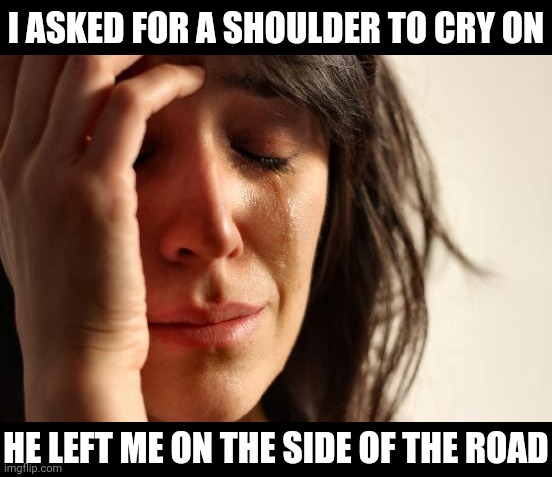 I ASKED FOR A SHOULDER TO CRY ON
HE LEFT ME ON THE SIDE OF THE ROAD
imgflip.com